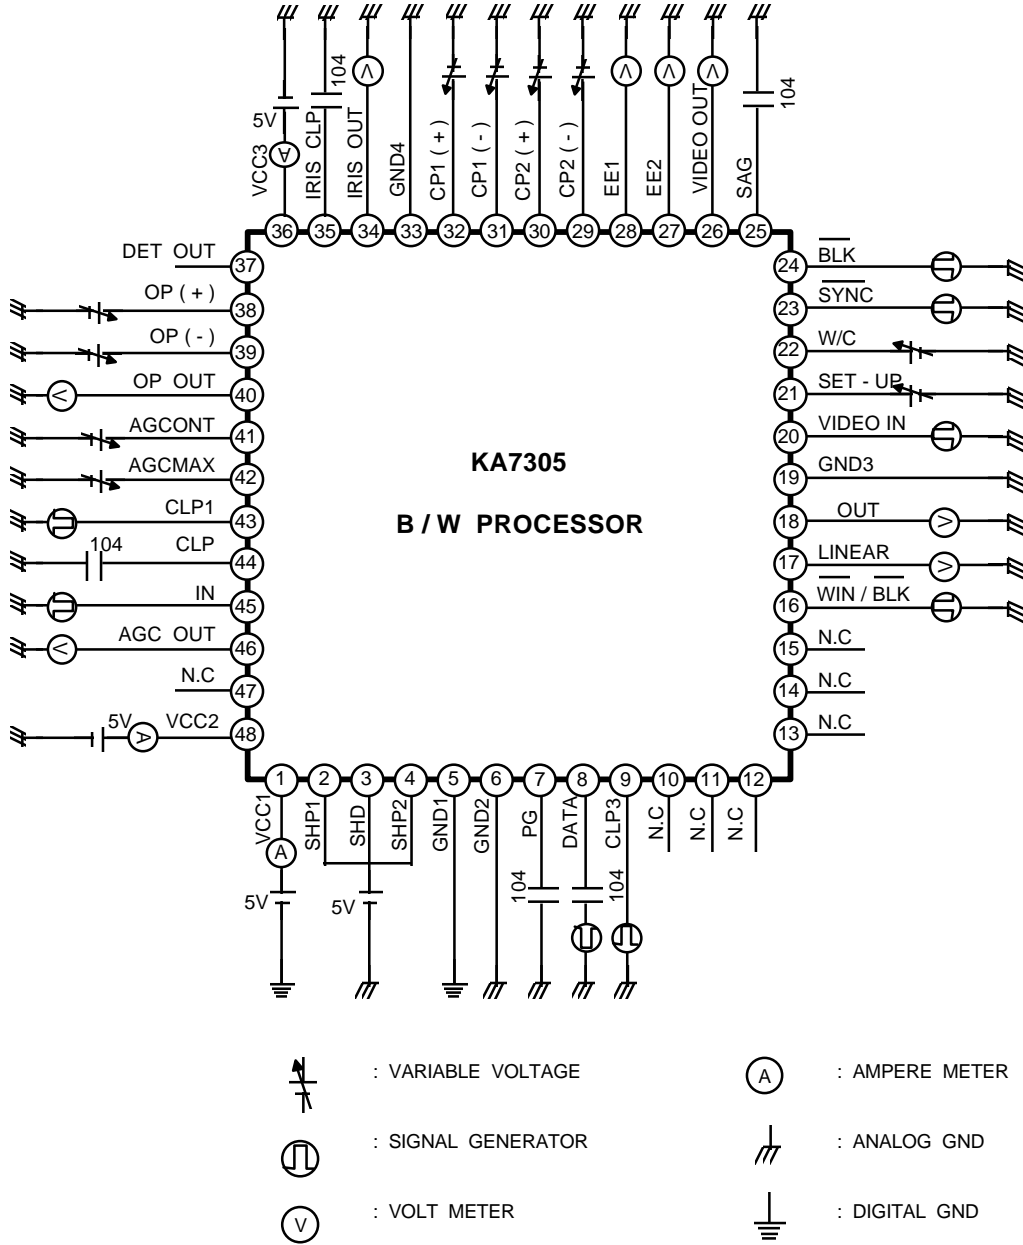 104
104
5V
VCC3
IRIS CLP
IRIS OUT
GND4
CP1 ( + )
CP1 ( - )
CP2 ( + )
CP2 ( - )
EE1
EE2
VIDEO OUT
SAG
A
V
V
V
V
36
35
34
33
32
31
30
29
28
27
26
25
DET OUT
37
OP ( + )
38
OP ( - )
39
OP OUT
V
40
AGCONT
41
AGCMAX
42
CLP1
43
104
CLP
44
IN
45
AGC OUT
V
46
N.C
47
5V
A
VCC2
48
KA7305
B / W PROCESSOR
24
BLK
23
SYNC
22
W/C
21
SET - UP
20
VIDEO IN
19
GND3
18
OUT
V
17
LINEAR
V
16
WIN / BLK
15
N.C
14
N.C
13
N.C
1
2
3
4
5
6
7
8
9
10
11
12
VCC1
SHP1
SHD
SHP2
GND1
GND2
PG
DATA
CLP3
N.C
N.C
N.C
A
5V
5V
104
104
: VARIABLE VOLTAGE
A
: AMPERE METER
: SIGNAL GENERATOR
: ANALOG GND
V
: VOLT METER
: DIGITAL GND